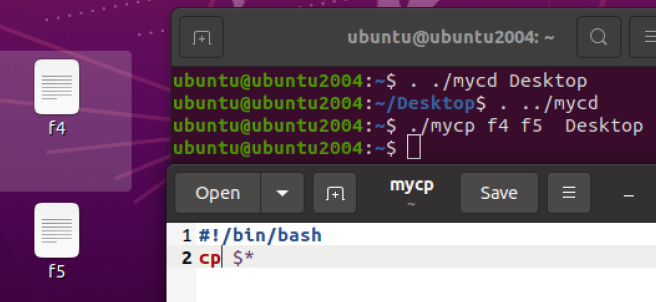 f4
f5
ubuntu@ubuntu2004: ~
ubuntu@ubuntu2004:~$ . ./mycd Desktop
ubuntu@ubuntu2004:~/Desktop$ . ../mycd
ubuntu@ubuntu2004:~$ ./mycp f4 f5  Desktop
ubuntu@ubuntu2004:~$
Open mycp Save
~
1 #!/bin/bash
2 cp $*